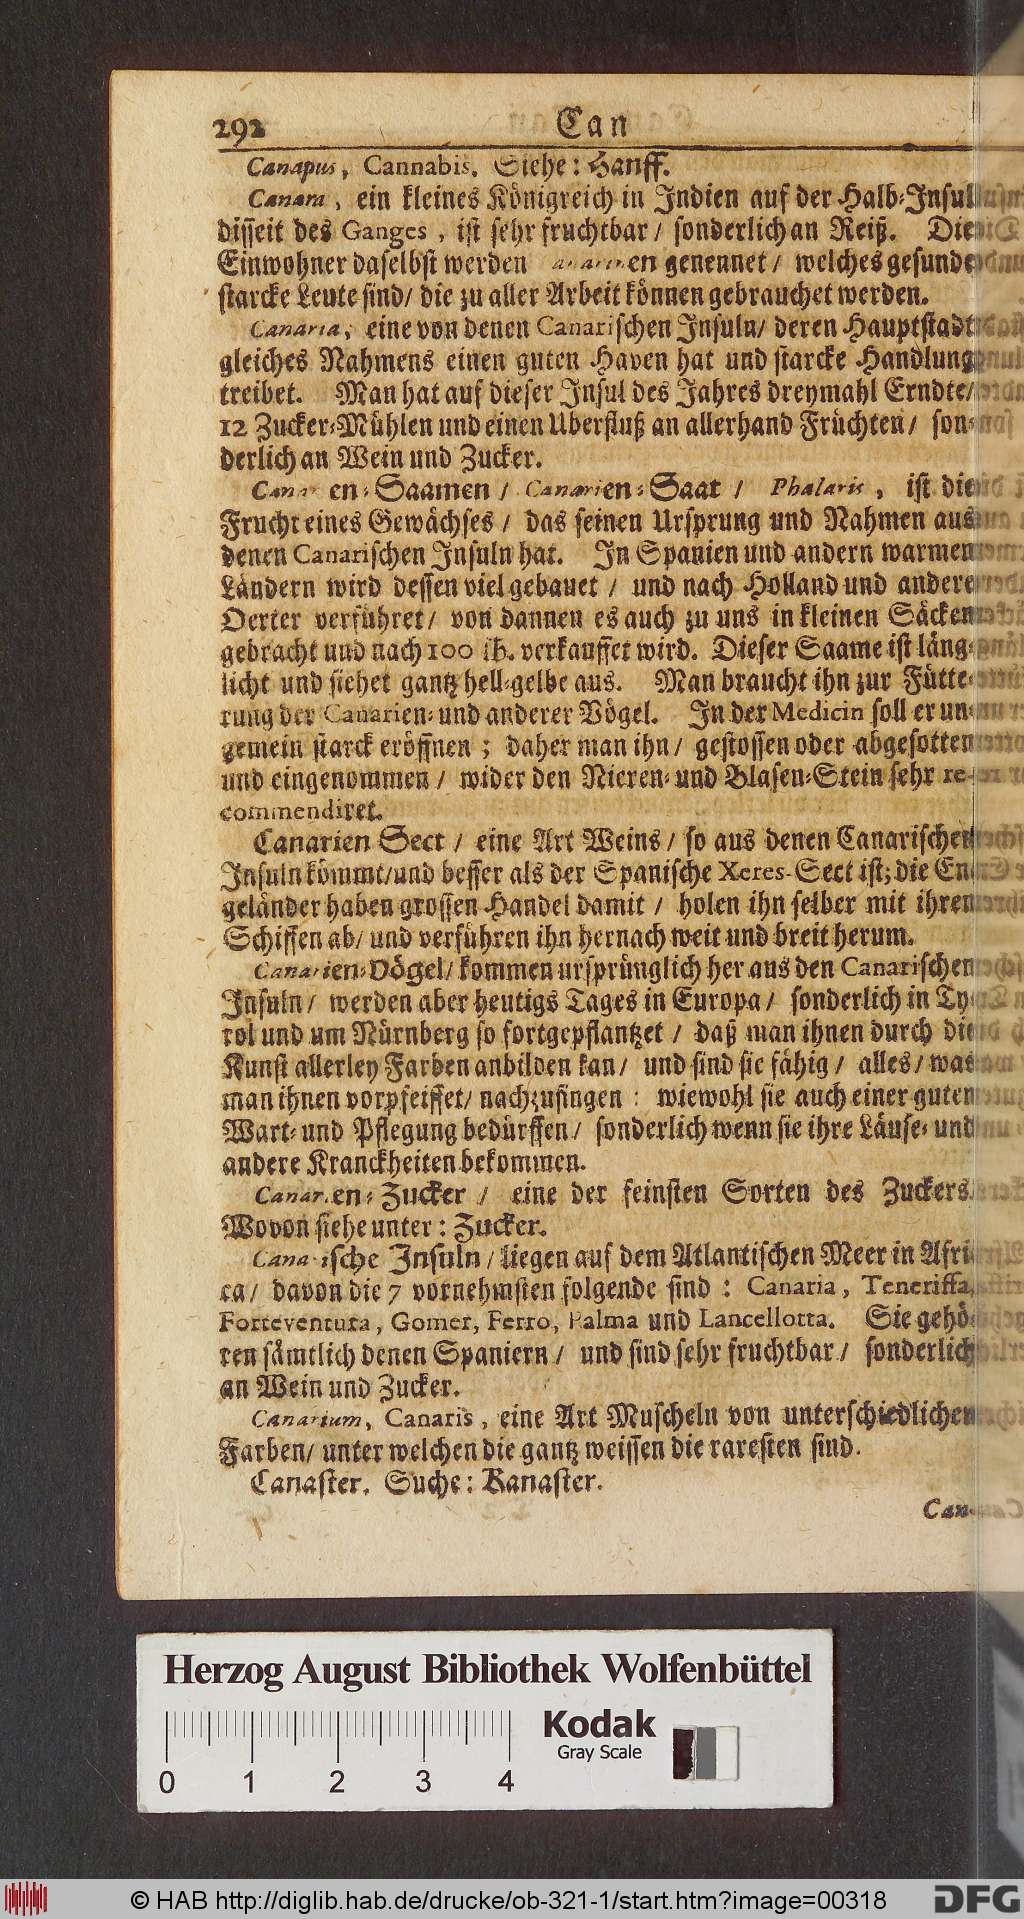 292 Can
Canapus, Cannabis. Siehe: Hanff.
Canara, ein kleines Königreich in Indien auf der Halb-Insul
disseit des Ganges, ist sehr fruchtbar / sonderlich an Reiß. Die
Einwohner daselbst werden anarinen genennet / welches gesunde
starcke Leute sind / die zu aller Arbeit können gebrauchet werden.
Canaria, eine von denen Canarischen Insuln / deren Hauptstadt
gleiches Nahmens einen guten Haven hat und starcke Handlung
treibet. Man hat auf dieser Insul des Jahres dreymahl Erndte /
12 Zucker-Mühlen und einen Uberfluß an allerhand Früchten / son-
derlich an Wein und Zucker.
Canarien-Saamen / Canarien-Saat / Phalaris, ist die
Frucht eines Gewächses / das seinen Ursprung und Nahmen aus
denen Canarischen Insuln hat. In Spanien und andern warmen
Ländern wird dessen viel gebauet / und nach Holland und andere
Oerter verführet / von dannen es auch zu uns in kleinen Säcken
gebracht und nach 100 lb. verkauffet wird. Dieser Saame ist läng-
licht und siehet gantz hell-gelbe aus. Man braucht ihn zur Fütte-
rung der Canarien- und anderer Vögel. In der Medicin soll er un-
gemein starck eröffnen; daher man ihn / gestossen oder abgesotten
und eingenommen / wider den Nieren- und Blasen-Stein sehr re-
commendiret.
Canarien Sect / eine Art Weins / so aus denen Canarischen
Insuln kömmt / und besser als der Spanische Xeres-Sect ist; die En-
geländer haben grossen Handel damit / holen ihn selber mit ihren
Schiffen ab / und verführen ihn hernach weit und breit herum.
Canarien-Vögel / kommen ursprünglich her aus den Canarischen
Insuln / werden aber heutigs Tages in Europa / sonderlich in Ty-
rol und um Nürnberg so fortgepflantzet / daß man ihnen durch die
Kunst allerley Farben anbilden kan / und sind sie fähig / alles / was
man ihnen vorpfeiffet / nachzusingen: wiewohl sie auch einer guten
Wart- und Pflegung bedürffen / sonderlich wenn sie ihre Läuse- und
andere Kranckheiten bekommen.
Canarien-Zucker / eine der feinsten Sorten des Zuckers.
Wovon siehe unter: Zucker.
Canarische Insuln / liegen auf dem Atlantischen Meer in Afri-
ca / davon die 7 vornehmsten folgende sind: Canaria, Teneriffa,
Forteventura, Gomer, Ferro, Palma und Lancellotta. Sie gehö-
ren sämtlich denen Spaniern / und sind sehr fruchtbar / sonderlich
an Wein und Zucker.
Canarium, Canaris, eine Art Muscheln von unterschiedlichen
Farben / unter welchen die gantz weissen die raresten sind.
Canaster. Suche: Kanaster.
Can-
Herzog August Bibliothek Wolfenbüttel
0 1 2 3 4
Kodak
Gray Scale
© HAB http://diglib.hab.de/drucke/ob-321-1/start.htm?image=00318
DFG